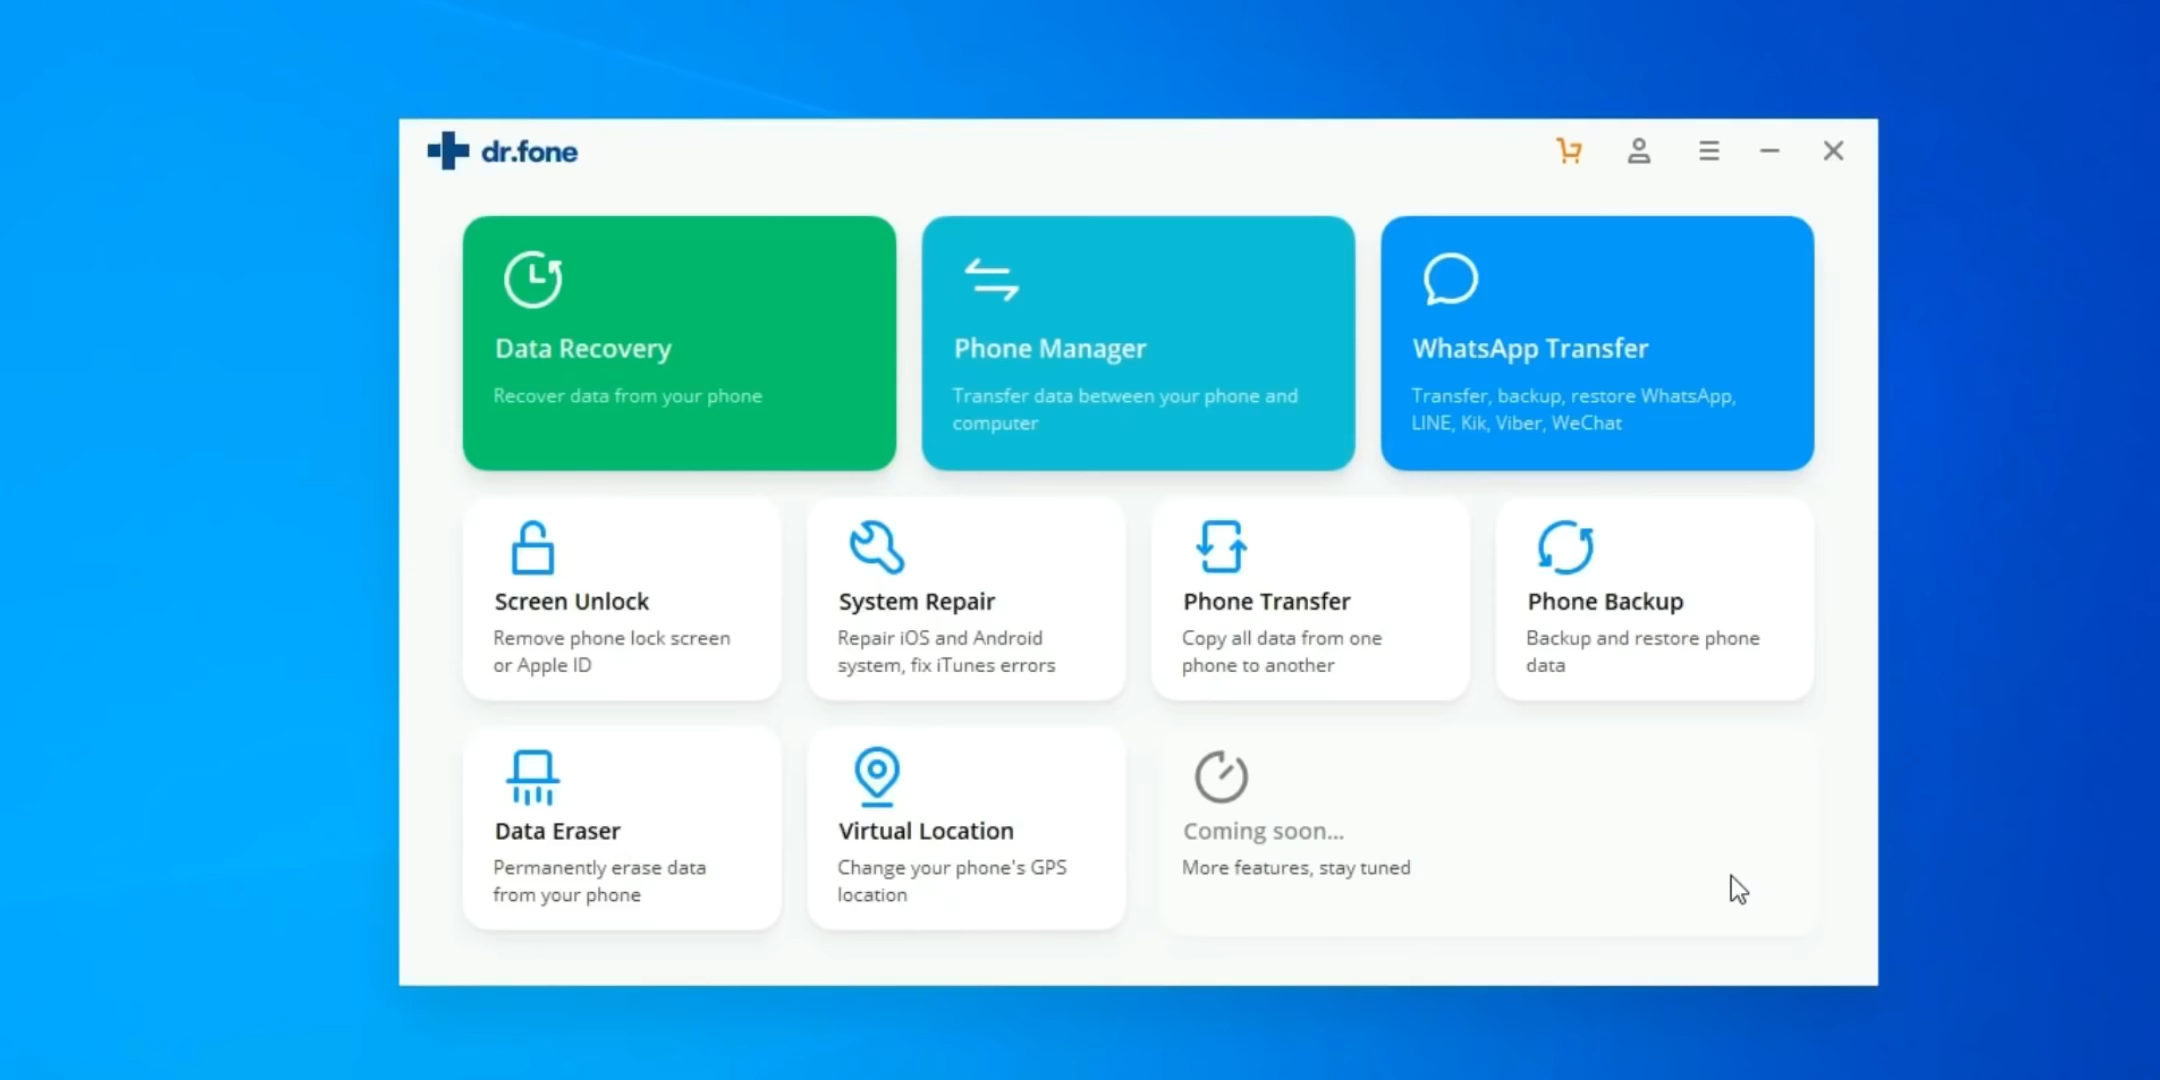 dr.fone
Data Recovery
Recover data from your phone
Phone Manager
Transfer data between your phone and
computer
WhatsApp Transfer
Transfer, backup, restore WhatsApp,
LINE, Kik, Viber, WeChat
Screen Unlock
Remove phone lock screen
or Apple ID
System Repair
Repair iOS and Android
system, fix iTunes errors
Phone Transfer
Copy all data from one
phone to another
Phone Backup
Backup and restore phone
data
Data Eraser
Permanently erase data
from your phone
Virtual Location
Change your phone's GPS
location
Coming soon...
More features, stay tuned